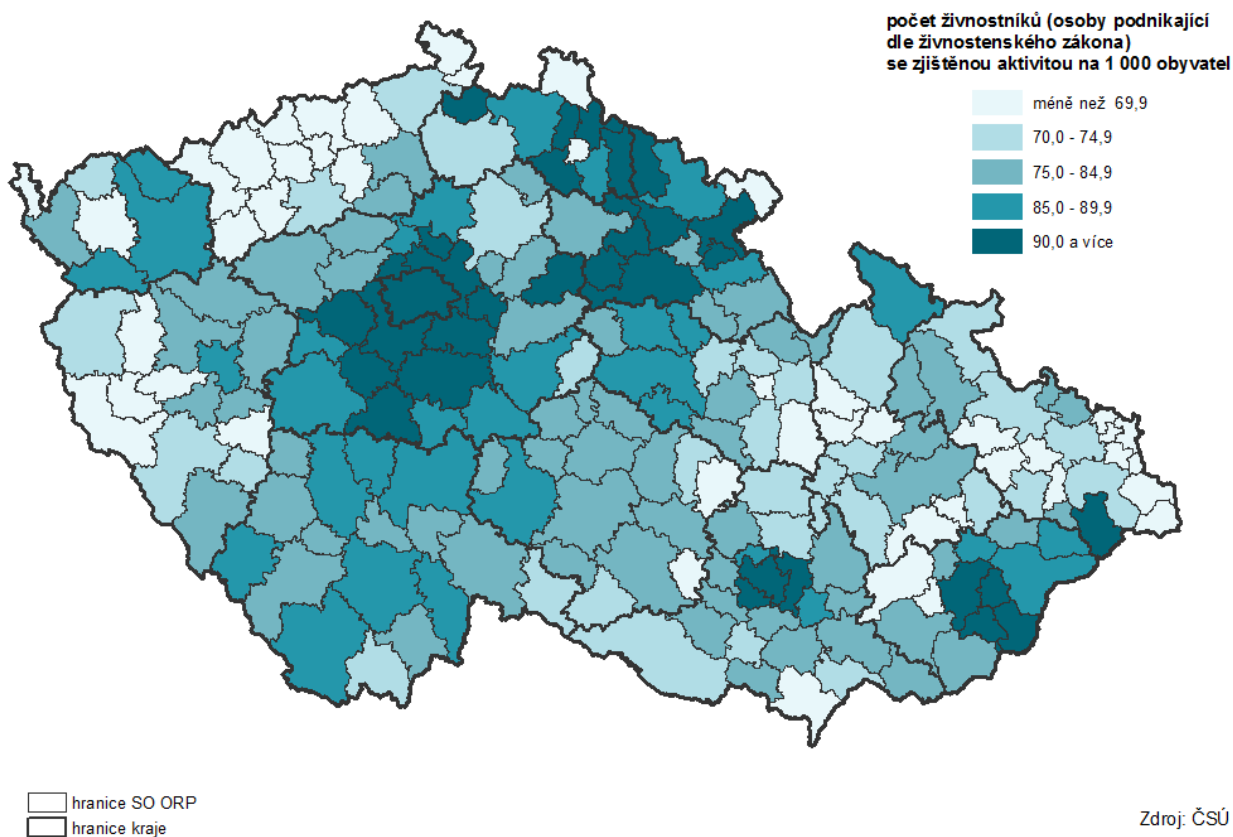 počet živnostníků (osoby podnikající
dle živnostenského zákona)
se zjištěnou aktivitou na 1 000 obyvatel
méně než 69,9
70,0 - 74,9
75,0 - 84,9
85,0 - 89,9
90,0 a více
hranice SO ORP
hranice kraje
Zdroj: ČSÚ